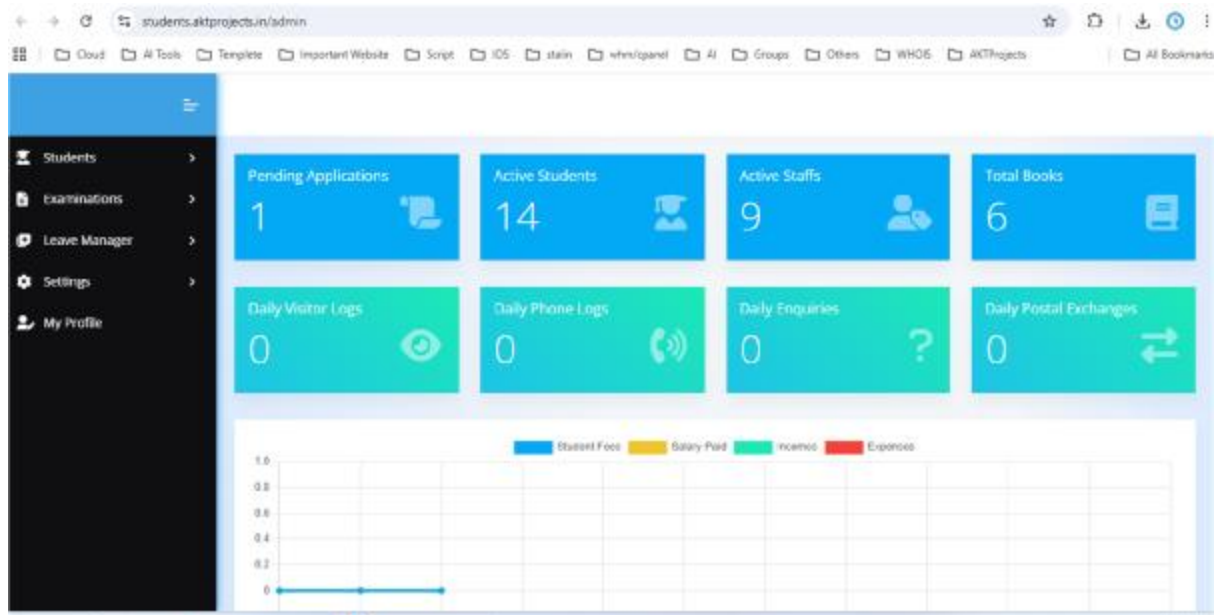 students.aktprojects.in/admin
Cloud AI Tools Templete Important Website Script IOS stalin whm/cpanel AI Groups Others WHOIS AKTProjects All Bookmarks
Students
Examinations
Leave Manager
Settings
My Profile
Pending Applications
1
Active Students
14
Active Staffs
9
Total Books
6
Daily Visitor Logs
0
Daily Phone Logs
0
Daily Enquiries
0
Daily Postal Exchanges
0
Student Fees Salary Paid Incomes Expenses
1.0
0.8
0.6
0.4
0.2
0